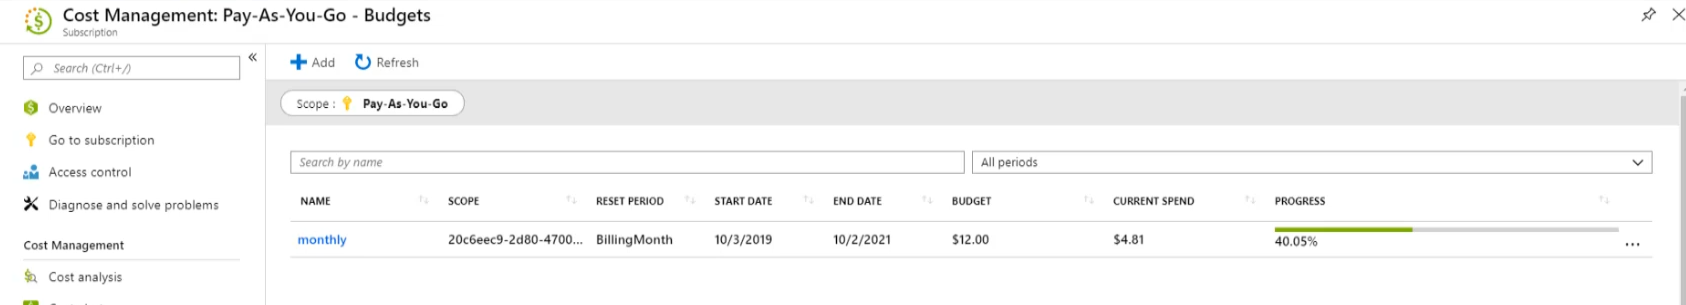 Cost Management: Pay-As-You-Go - Budgets
Subscription
Search (Ctrl+/)
Overview
Go to subscription
Access control
Diagnose and solve problems
Cost Management
Cost analysis
Add Refresh
Scope : Pay-As-You-Go
Search by name All periods
NAME SCOPE RESET PERIOD START DATE END DATE BUDGET CURRENT SPEND PROGRESS
monthly 20c6eec9-2d80-4700... BillingMonth 10/3/2019 10/2/2021 $12.00 $4.81 40.05%